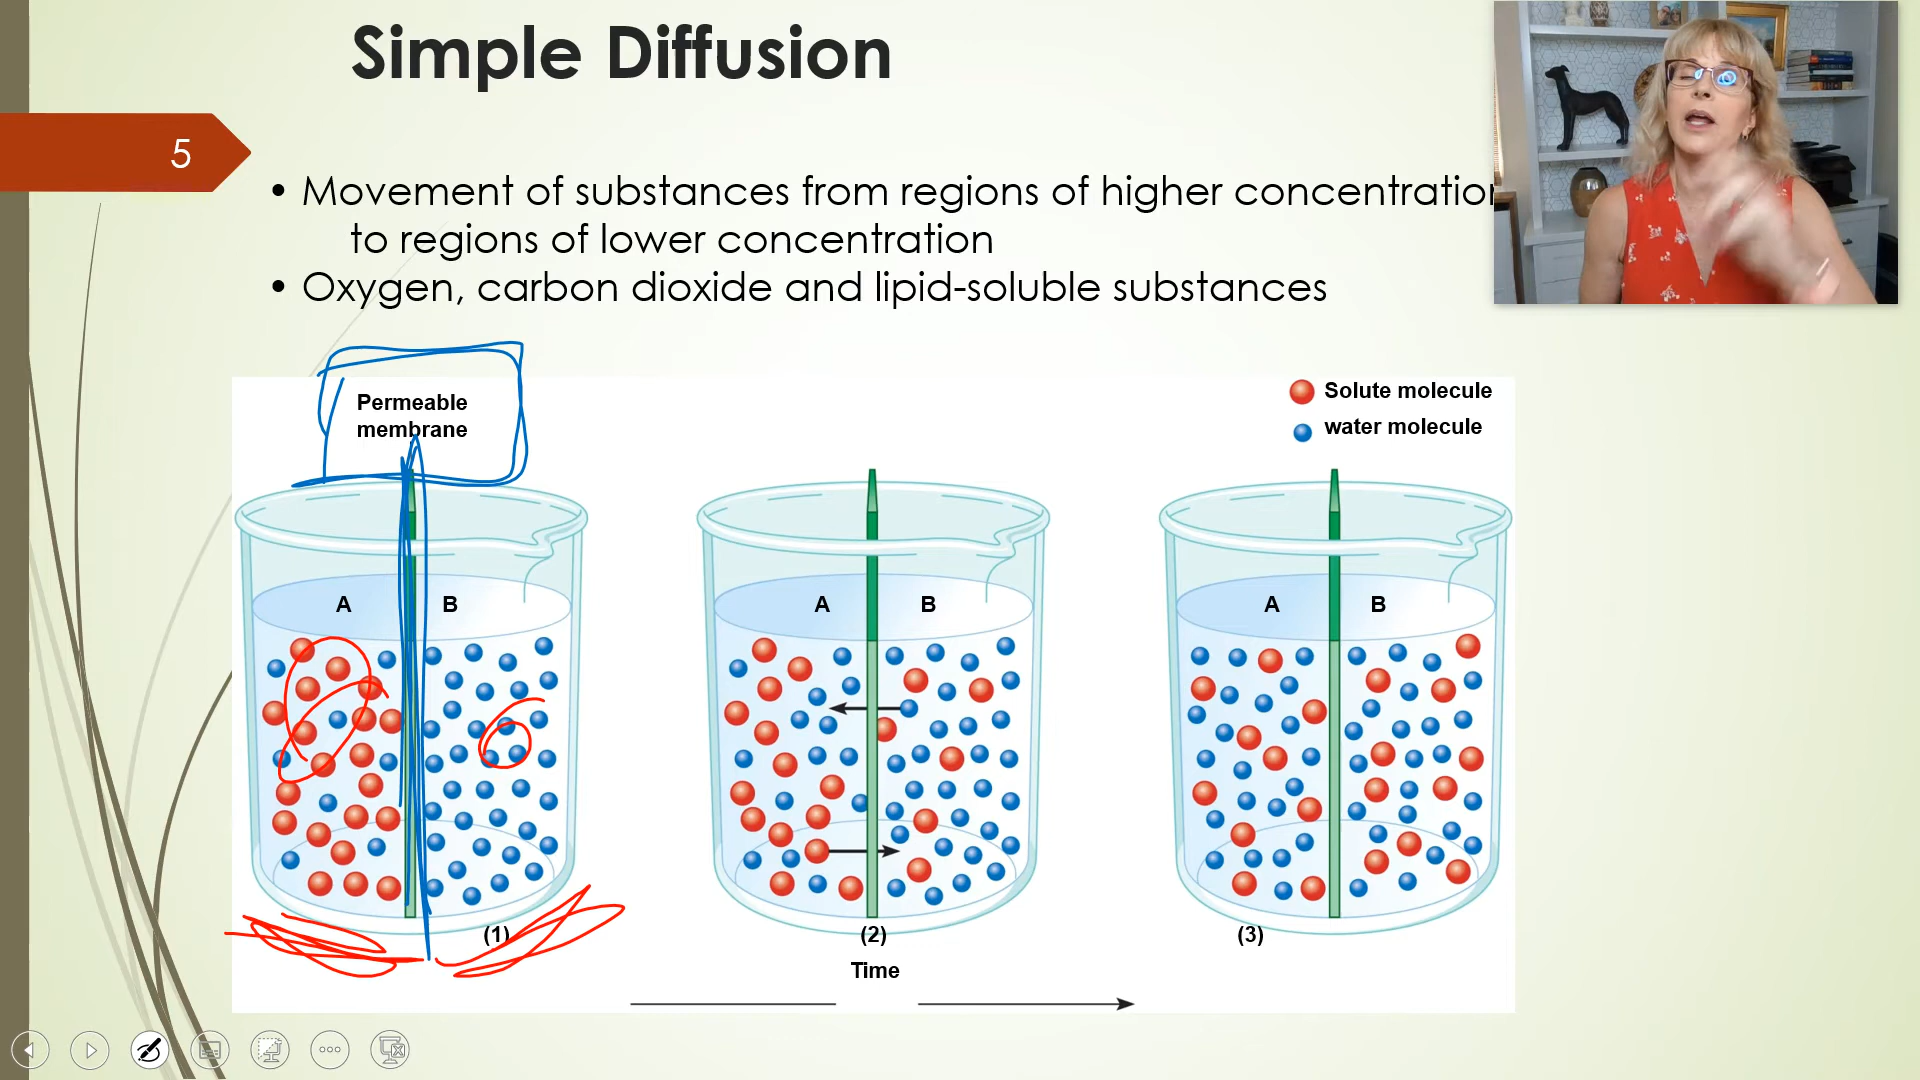 Simple Diffusion
5
• Movement of substances from regions of higher concentration
to regions of lower concentration
• Oxygen, carbon dioxide and lipid-soluble substances
Permeable
membrane
Solute molecule
water molecule
A B
A B
A B
(1)
(2)
(3)
Time